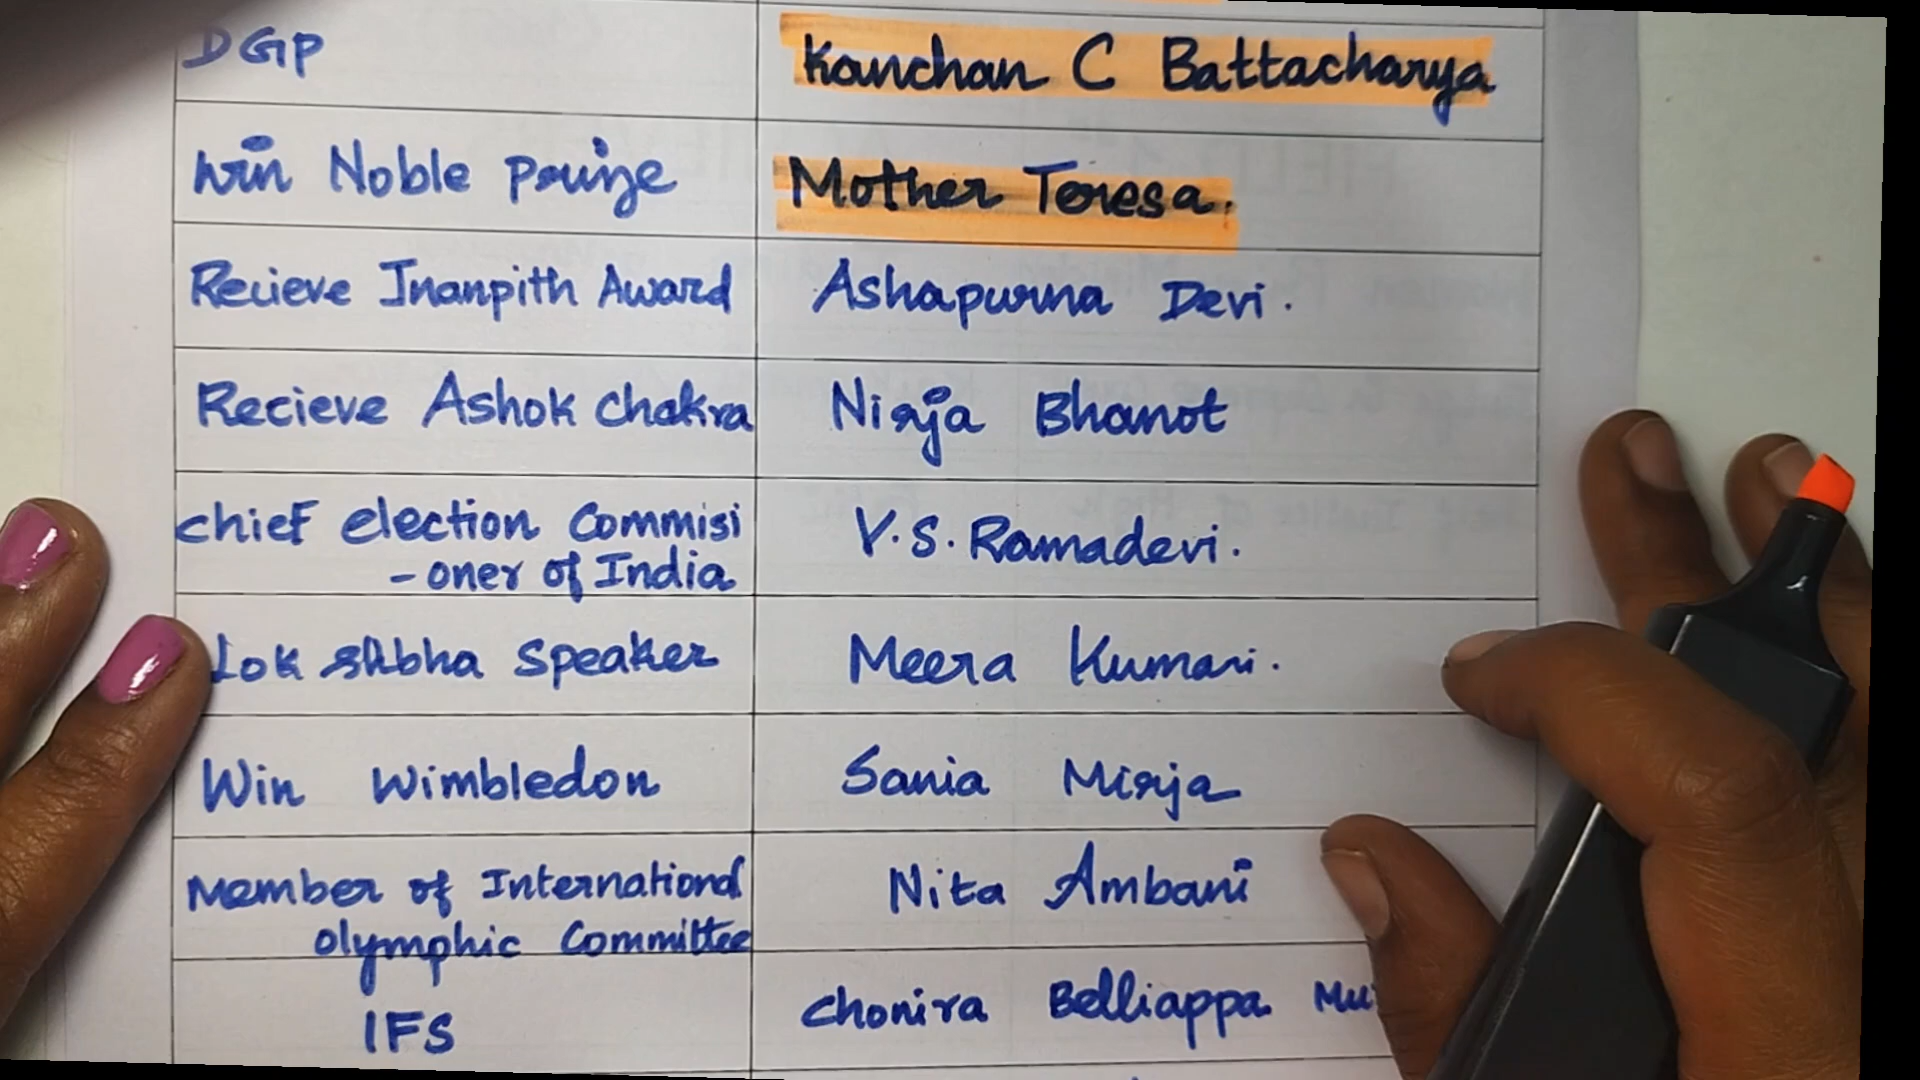 DGP Kanchan C Battacharya
Win Noble Prize Mother Teresa.
Recieve Jnanpith Award Ashapurna Devi.
Recieve Ashok Chakra Nirja Bhanot
Chief election Commisi V.S. Ramadevi.
- oner of India
Lok Sabha Speaker Meera Kumari.
Win Wimbledon Sania Mirja
Member of International Nita Ambani
Olymphic Committee
IFS Chonira Belliappa